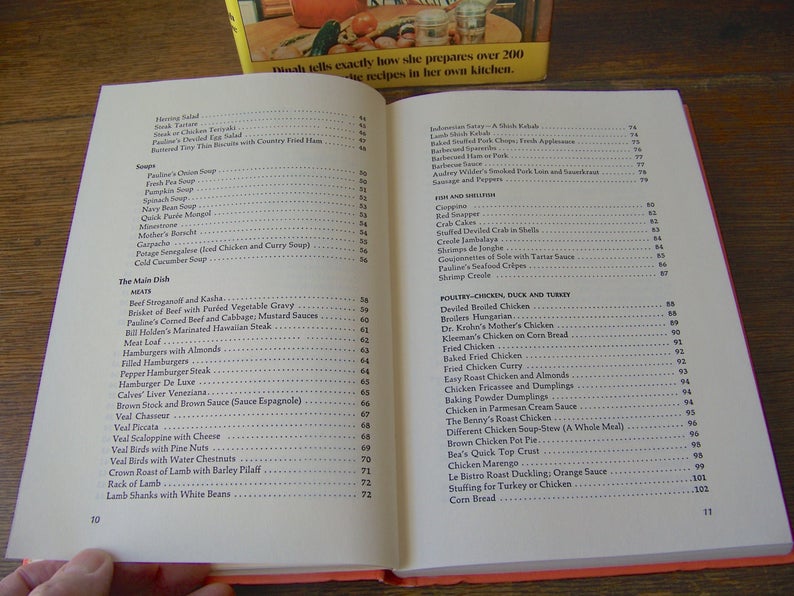 Dinah tells exactly how she prepares over 200
recipes in her own kitchen.
Herring Salad 44
Steak Tartare 45
Steak or Chicken Teriyaki 46
Pauline's Deviled Egg Salad 47
Buttered Tiny Thin Biscuits with Country Fried Ham 48
Soups
Pauline's Onion Soup 50
Fresh Pea Soup 50
Pumpkin Soup 51
Spinach Soup 51
Navy Bean Soup 52
Quick Purée Mongol 53
Minestrone 53
Mother's Borscht 54
Gazpacho 55
Potage Senegalese (Iced Chicken and Curry Soup) 56
Cold Cucumber Soup 56
The Main Dish
MEATS
Beef Stroganoff and Kasha 58
Brisket of Beef with Puréed Vegetable Gravy 59
Pauline's Corned Beef and Cabbage; Mustard Sauces 60
Bill Holden's Marinated Hawaiian Steak 61
Meat Loaf 62
Hamburgers with Almonds 63
Filled Hamburgers 64
Pepper Hamburger Steak 64
Hamburger De Luxe 65
Calves' Liver Veneziana 65
Brown Stock and Brown Sauce (Sauce Espagnole) 66
Veal Chasseur 67
Veal Piccata 68
Veal Scaloppine with Cheese 68
Veal Birds with Pine Nuts 69
Veal Birds with Water Chestnuts 70
Crown Roast of Lamb with Barley Pilaff 71
Rack of Lamb 72
Lamb Shanks with White Beans 72
10
Indonesian Satay—A Shish Kebab 74
Lamb Shish Kebab 74
Baked Stuffed Pork Chops; Fresh Applesauce 75
Barbecued Spareribs 76
Barbecued Ham or Pork 77
Barbecue Sauce 77
Audrey Wilder's Smoked Pork Loin and Sauerkraut 78
Sausage and Peppers 79
FISH AND SHELLFISH
Cioppino 80
Red Snapper 82
Crab Cakes 82
Stuffed Deviled Crab in Shells 83
Creole Jambalaya 84
Shrimps de Jonghe 84
Goujonnettes of Sole with Tartar Sauce 85
Pauline's Seafood Crêpes 86
Shrimp Creole 87
POULTRY—CHICKEN, DUCK AND TURKEY
Deviled Broiled Chicken 88
Broilers Hungarian 88
Dr. Krohn's Mother's Chicken 89
Kleeman's Chicken on Corn Bread 90
Fried Chicken 91
Baked Fried Chicken 92
Fried Chicken Curry 92
Easy Roast Chicken and Almonds 93
Chicken Fricassee and Dumplings 94
Baking Powder Dumplings 94
Chicken in Parmesan Cream Sauce 94
The Benny's Roast Chicken 95
Different Chicken Soup-Stew (A Whole Meal) 96
Brown Chicken Pot Pie 96
Bea's Quick Top Crust 98
Chicken Marengo 98
Le Bistro Roast Duckling; Orange Sauce 99
Stuffing for Turkey or Chicken 101
Corn Bread 102
11